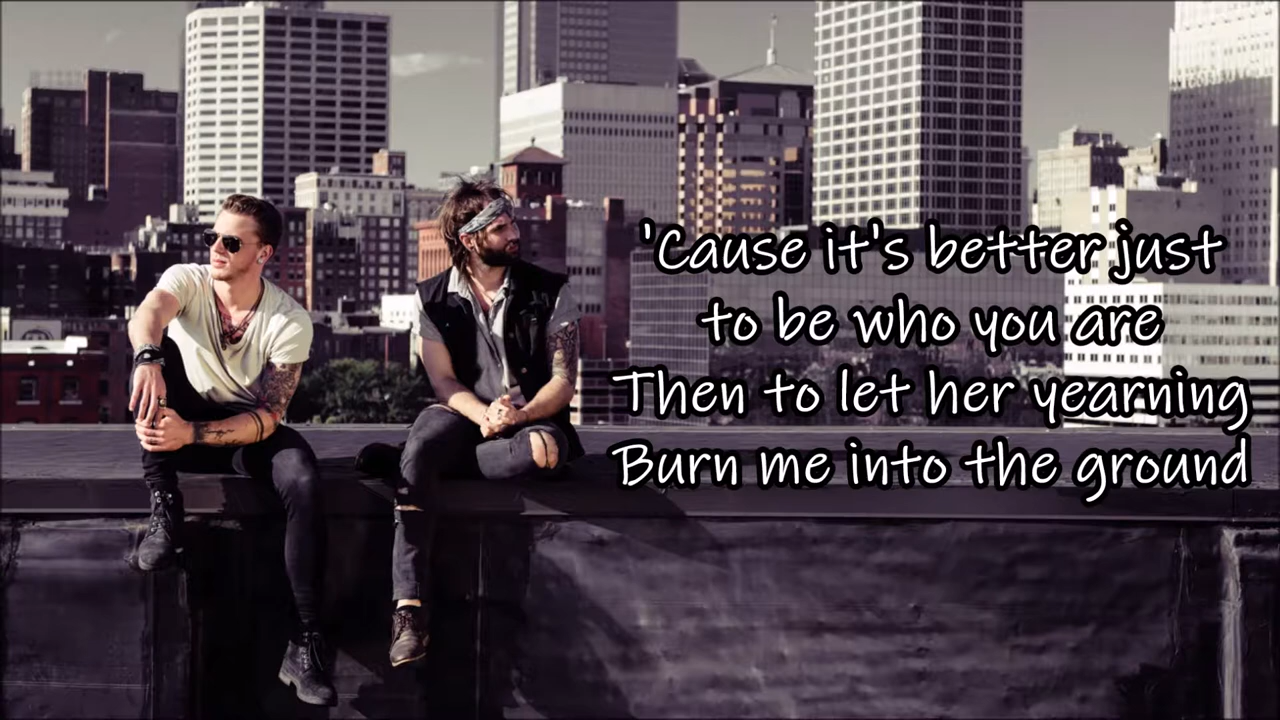 'Cause it's better just
to be who you are
Then to let her yearning
Burn me into the ground